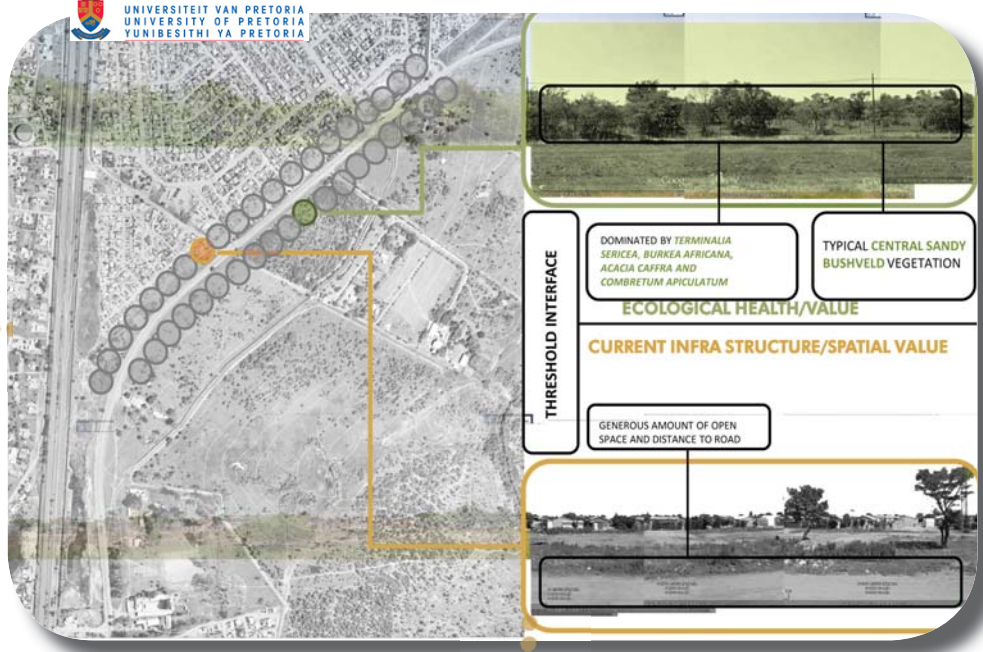 UNIVERSITEIT VAN PRETORIA
UNIVERSITY OF PRETORIA
YUNIBESITHI YA PRETORIA
DOMINATED BY TERMINALIA
SERICEA, BURKEA AFRICANA,
ACACIA CAFFRA AND
COMBRETUM APICULATUM
TYPICAL CENTRAL SANDY
BUSHVELD VEGETATION
ECOLOGICAL HEALTH/VALUE
THRESHOLD INTERFACE
CURRENT INFRA STRUCTURE/SPATIAL VALUE
GENEROUS AMOUNT OF OPEN
SPACE AND DISTANCE TO ROAD